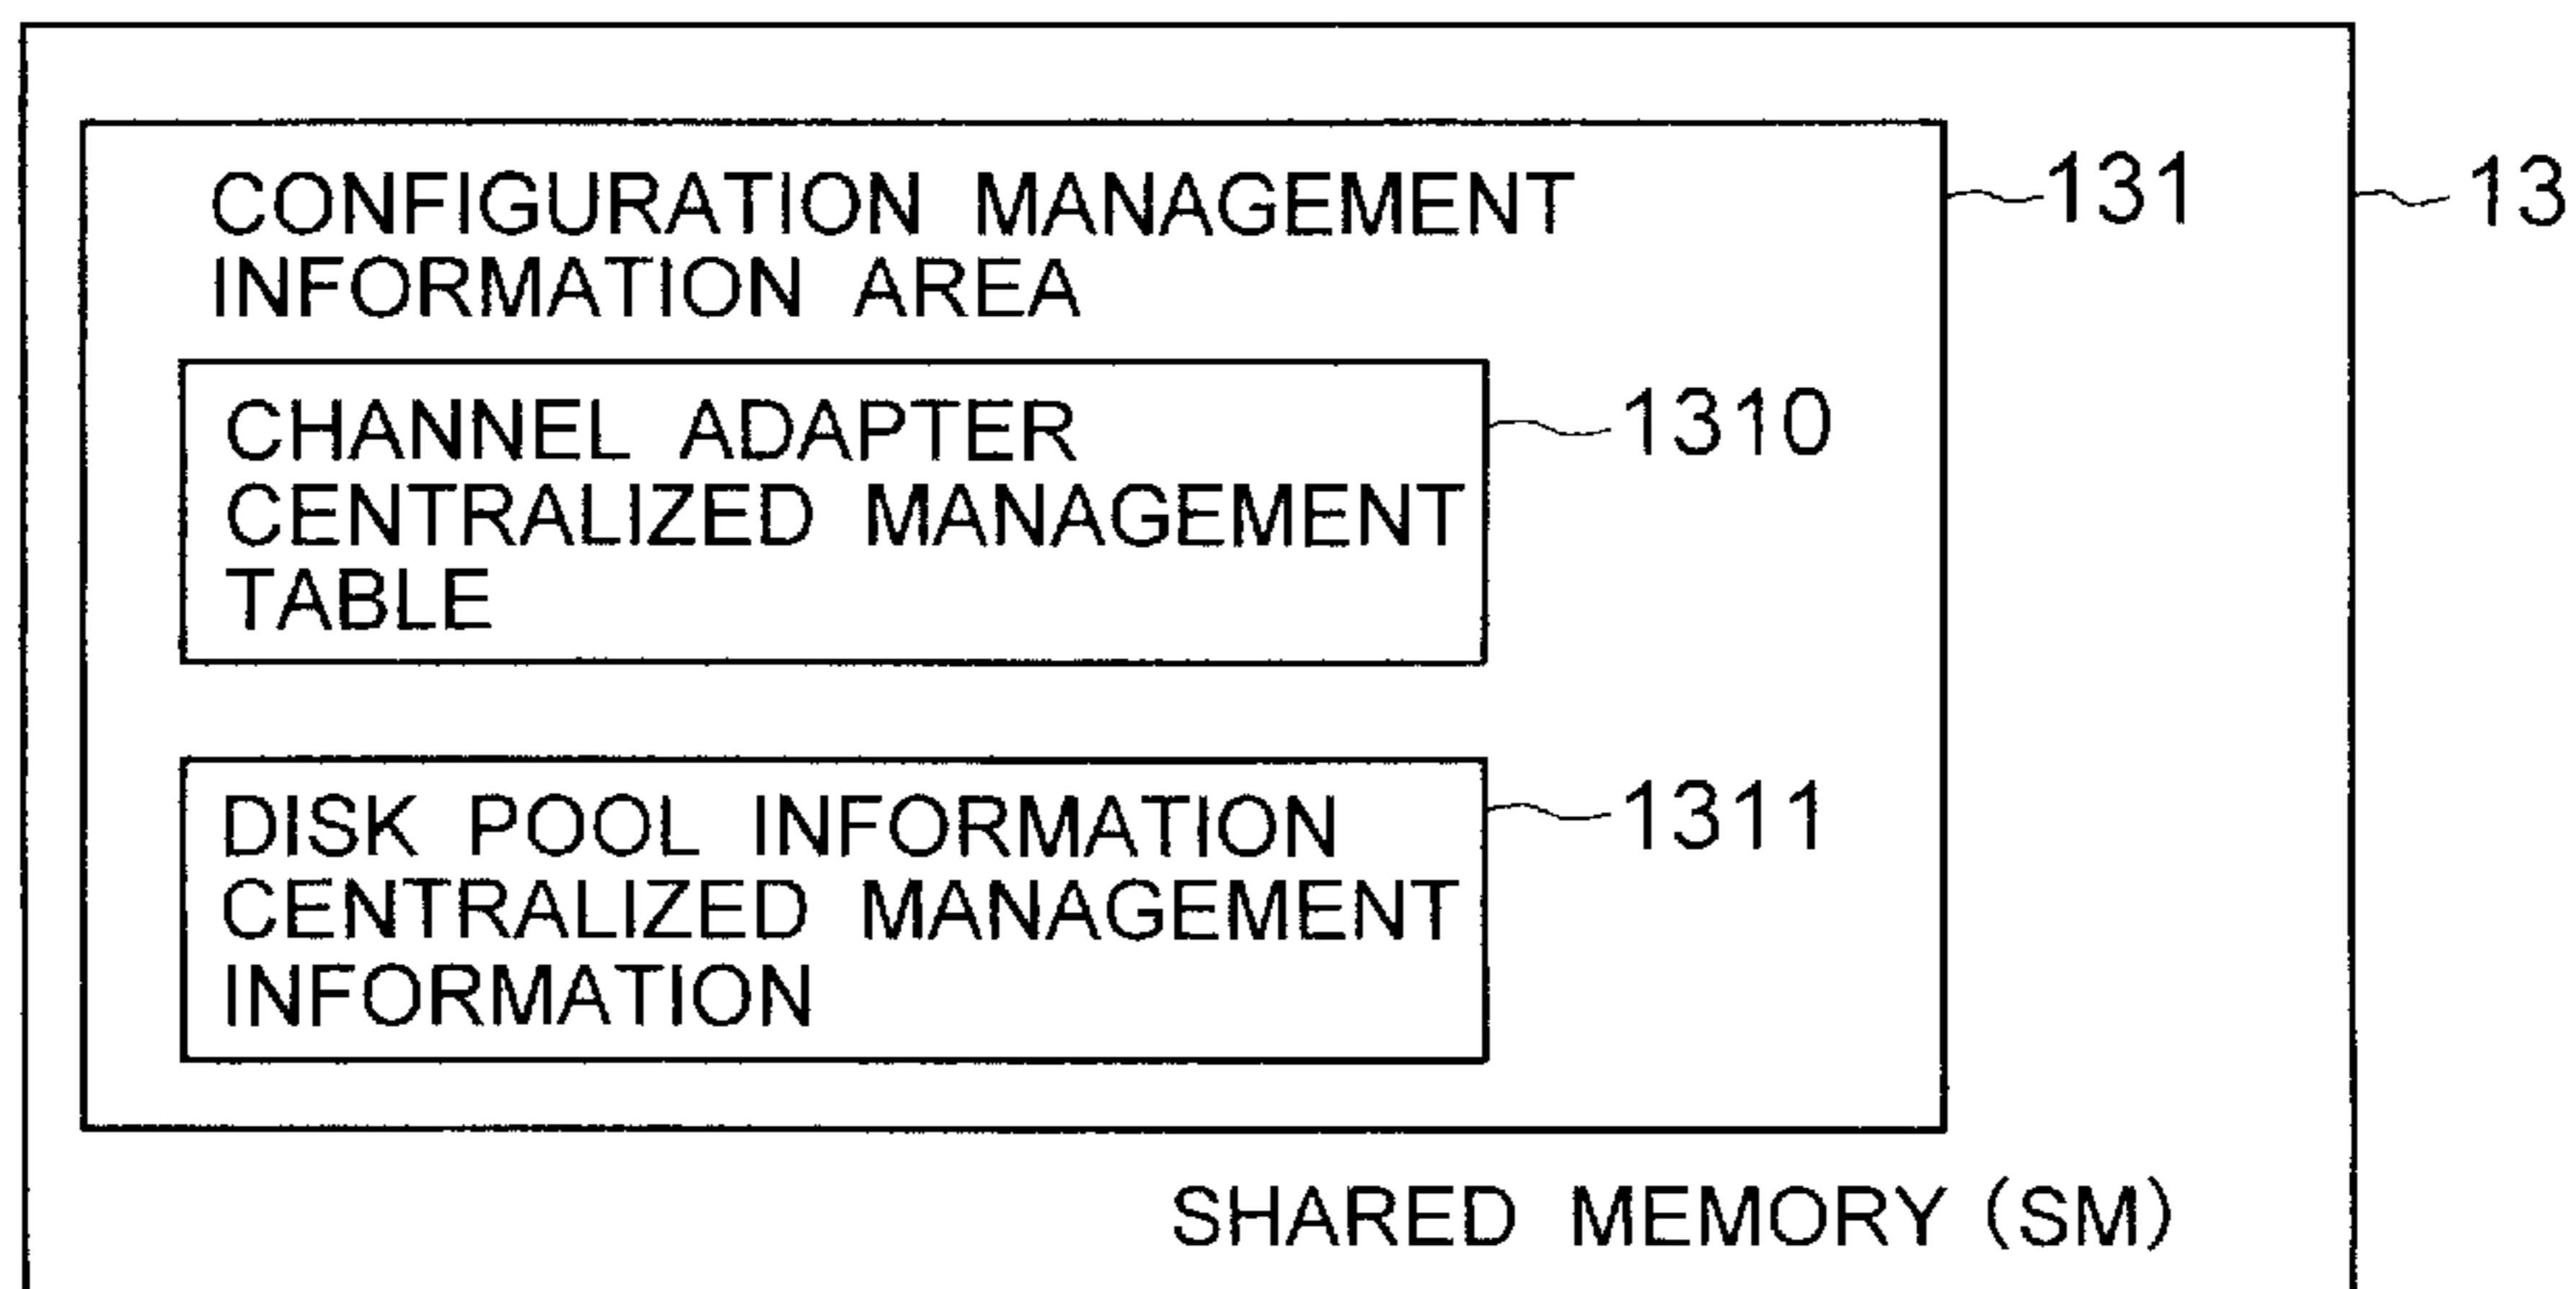 CONFIGURATION MANAGEMENT
INFORMATION AREA
131
13
CHANNEL ADAPTER
CENTRALIZED MANAGEMENT
TABLE
1310
DISK POOL INFORMATION
CENTRALIZED MANAGEMENT
INFORMATION
1311
SHARED MEMORY (SM)